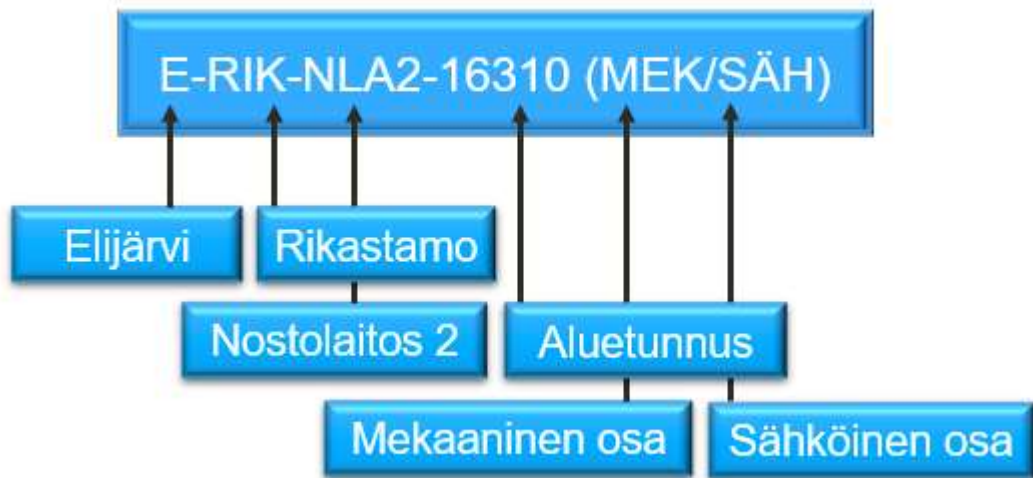 E-RIK-NLA2-16310 (MEK/SÄH)
Elijärvi
Rikastamo
Nostolaitos 2
Aluetunnus
Mekaaninen osa
Sähköinen osa